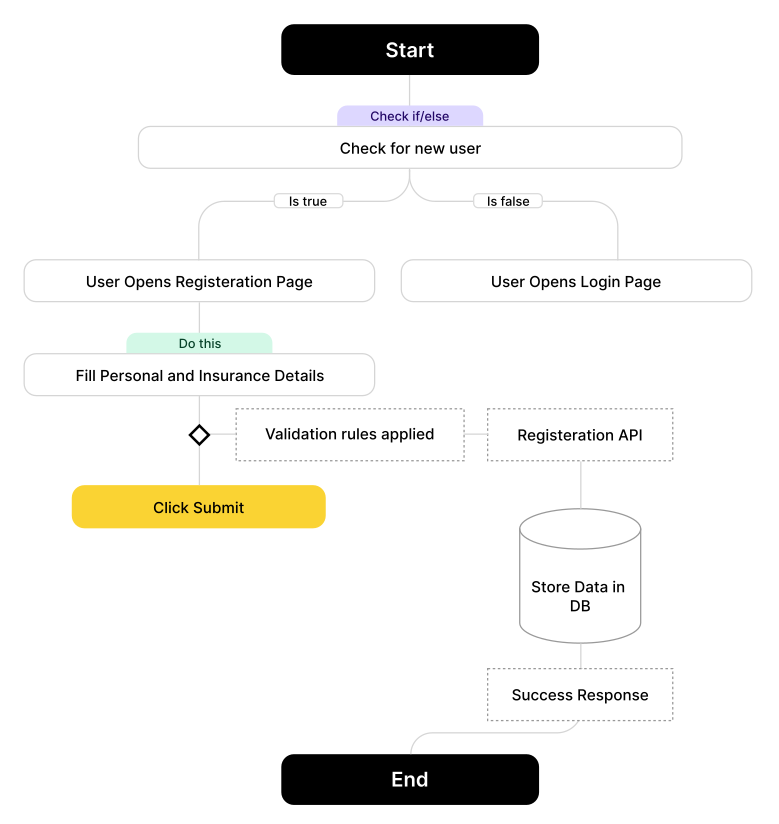 Start
Check if/else
Check for new user
Is true
Is false
User Opens Registeration Page
User Opens Login Page
Do this
Fill Personal and Insurance Details
Validation rules applied
Registeration API
Click Submit
Store Data in
DB
Success Response
End